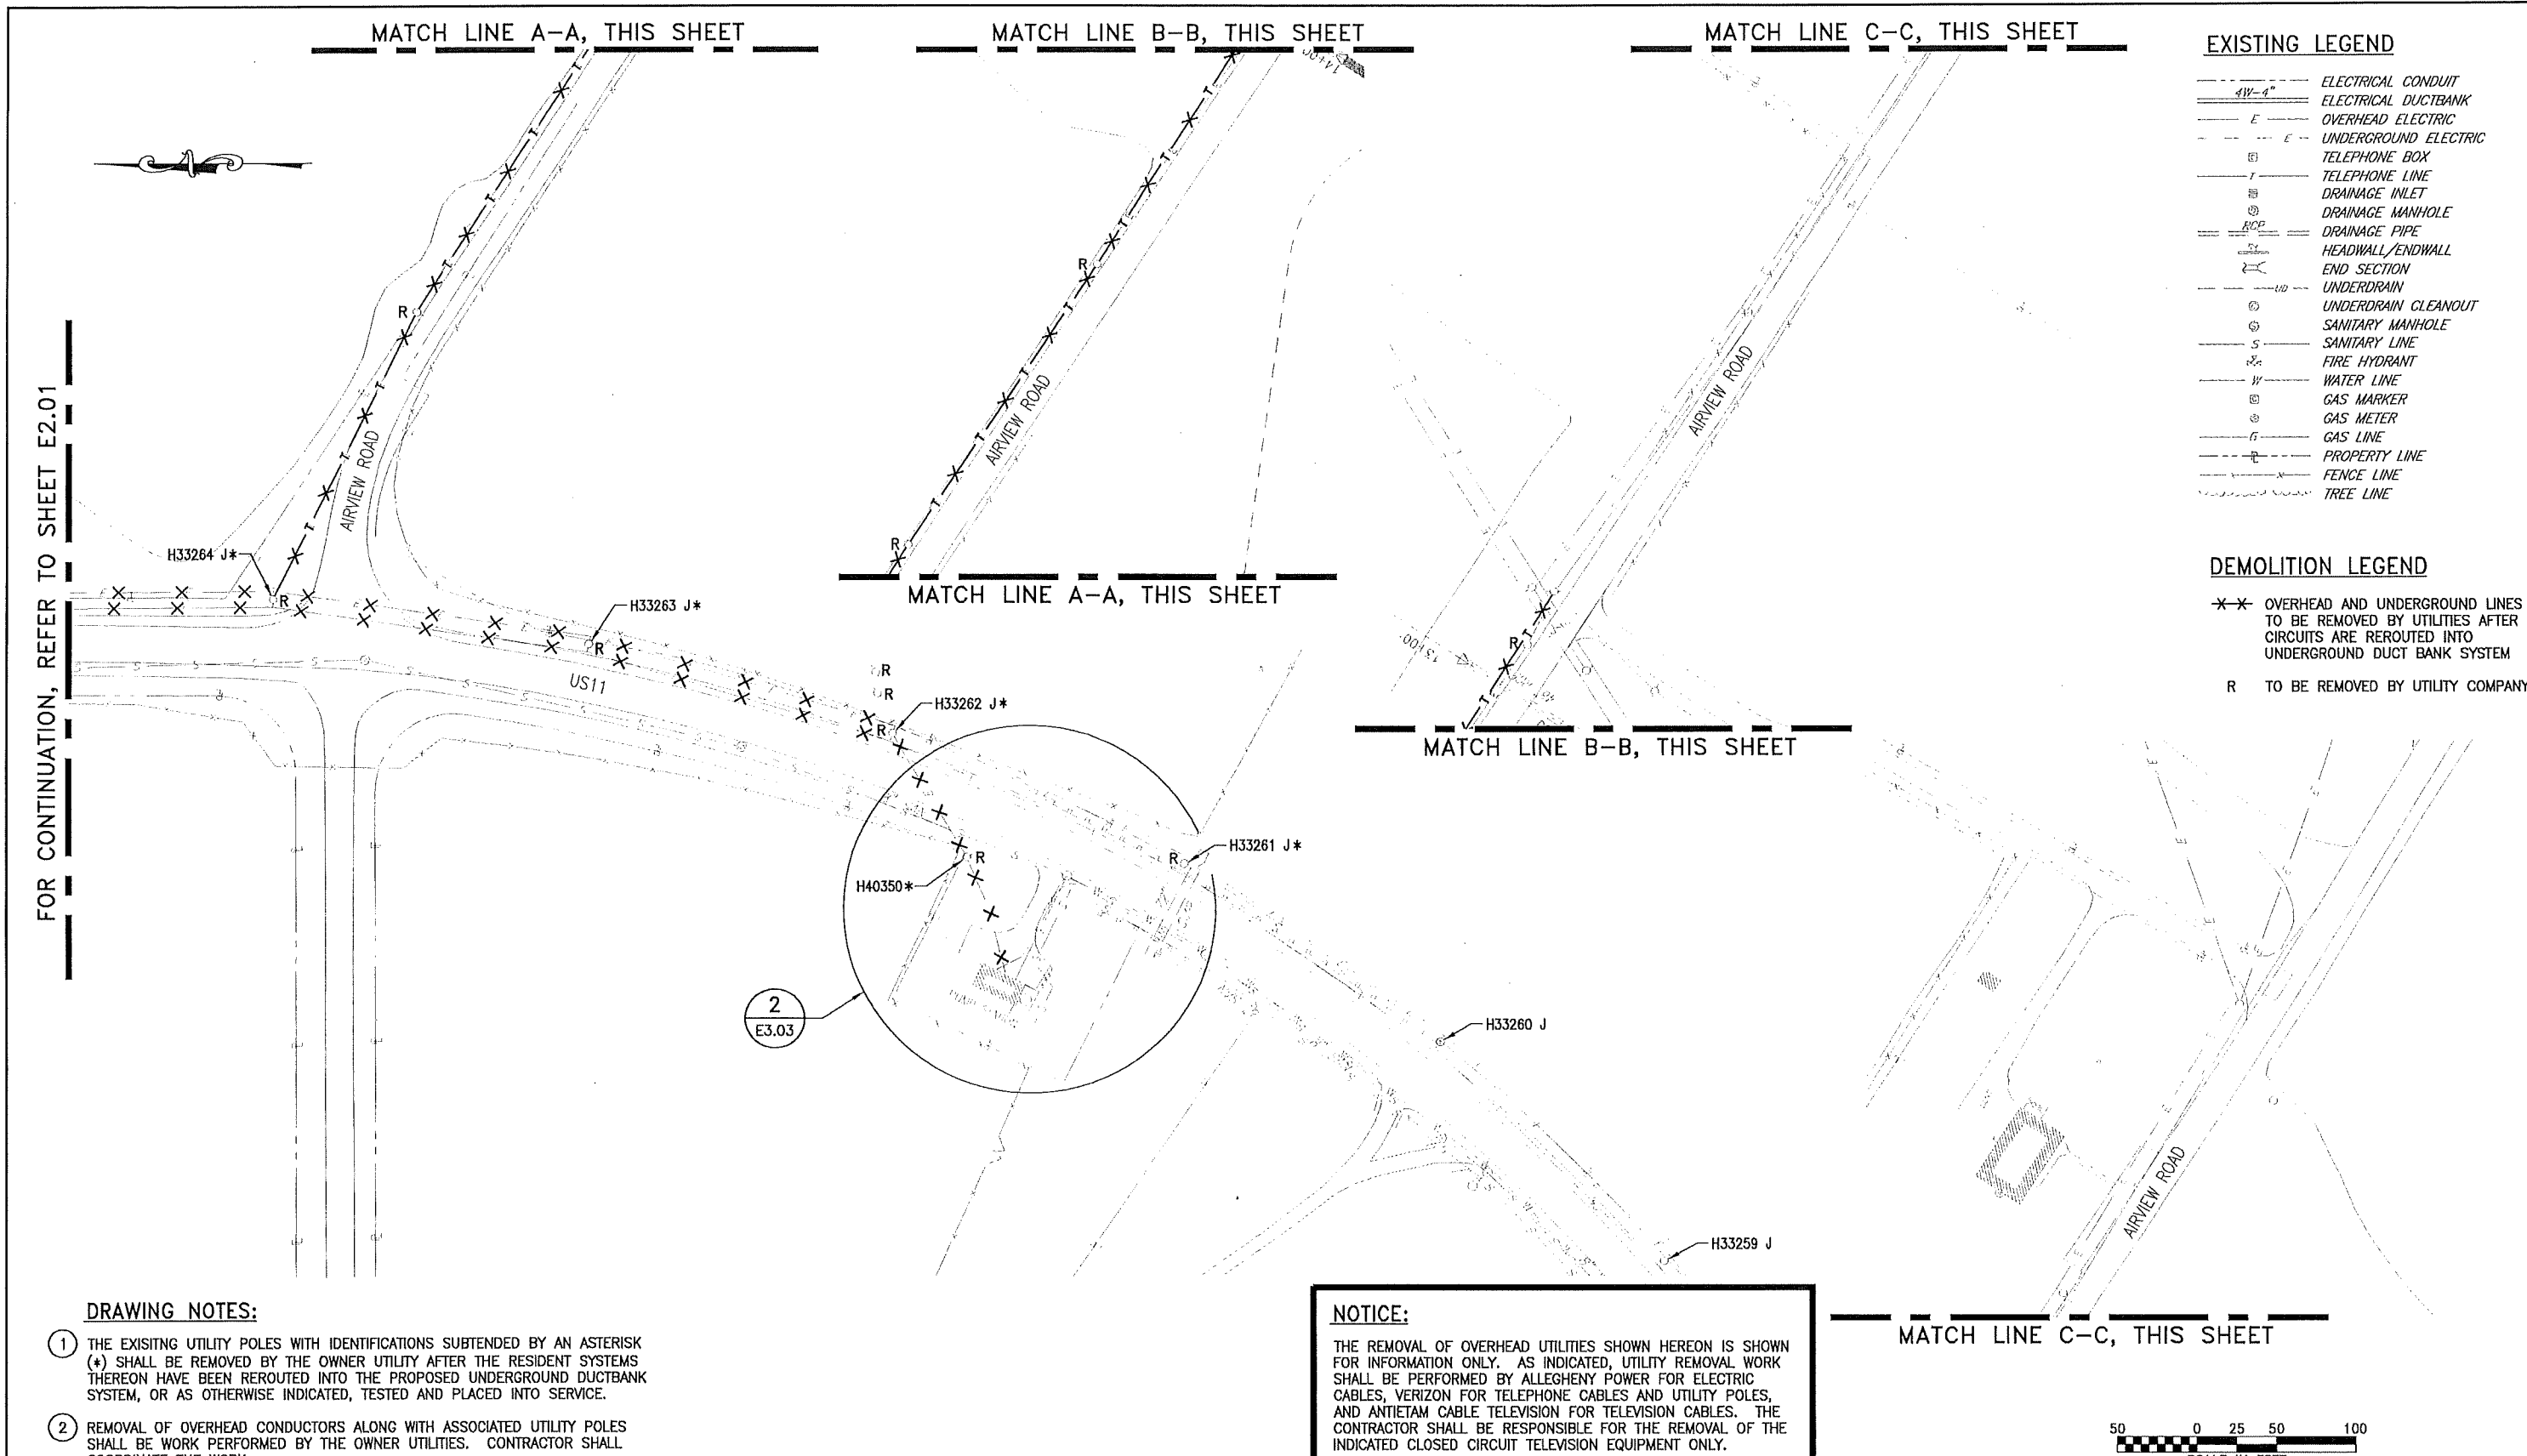 MATCH LINE A-A, THIS SHEET
MATCH LINE B-B, THIS SHEET
MATCH LINE C-C, THIS SHEET
EXISTING LEGEND
ELECTRICAL CONDUIT
4W-4"
ELECTRICAL DUCTBANK
E
OVERHEAD ELECTRIC
E
UNDERGROUND ELECTRIC
TELEPHONE BOX
T
TELEPHONE LINE
DRAINAGE INLET
DRAINAGE MANHOLE
RCP
DRAINAGE PIPE
HEADWALL/ENDWALL
END SECTION
UD
UNDERDRAIN
UNDERDRAIN CLEANOUT
SANITARY MANHOLE
S
SANITARY LINE
FIRE HYDRANT
W
WATER LINE
GAS MARKER
GAS METER
G
GAS LINE
PROPERTY LINE
FENCE LINE
TREE LINE
DEMOLITION LEGEND
OVERHEAD AND UNDERGROUND LINES
TO BE REMOVED BY UTILITIES AFTER
CIRCUITS ARE REROUTED INTO
UNDERGROUND DUCT BANK SYSTEM
R TO BE REMOVED BY UTILITY COMPANY
FOR CONTINUATION, REFER TO SHEET E2.01
14+00
R
AIRVIEW ROAD
R
AIRVIEW ROAD
R
MATCH LINE A-A, THIS SHEET
AIRVIEW ROAD
R
13+00
MATCH LINE B-B, THIS SHEET
H33264 J*
R
H33263 J*
R
US11
R
R
H33262 J*
R
H33261 J*
R
H40350*
R
2
E3.03
H33260 J
H33259 J
AIRVIEW ROAD
MATCH LINE C-C, THIS SHEET
DRAWING NOTES:
1 THE EXISITNG UTILITY POLES WITH IDENTIFICATIONS SUBTENDED BY AN ASTERISK
(*) SHALL BE REMOVED BY THE OWNER UTILITY AFTER THE RESIDENT SYSTEMS
THEREON HAVE BEEN REROUTED INTO THE PROPOSED UNDERGROUND DUCTBANK
SYSTEM, OR AS OTHERWISE INDICATED, TESTED AND PLACED INTO SERVICE.
2 REMOVAL OF OVERHEAD CONDUCTORS ALONG WITH ASSOCIATED UTILITY POLES
SHALL BE WORK PERFORMED BY THE OWNER UTILITIES. CONTRACTOR SHALL
NOTICE:
THE REMOVAL OF OVERHEAD UTILITIES SHOWN HEREON IS SHOWN
FOR INFORMATION ONLY. AS INDICATED, UTILITY REMOVAL WORK
SHALL BE PERFORMED BY ALLEGHENY POWER FOR ELECTRIC
CABLES, VERIZON FOR TELEPHONE CABLES AND UTILITY POLES,
AND ANTIETAM CABLE TELEVISION FOR TELEVISION CABLES. THE
CONTRACTOR SHALL BE RESPONSIBLE FOR THE REMOVAL OF THE
INDICATED CLOSED CIRCUIT TELEVISION EQUIPMENT ONLY.
50 0 25 50 100